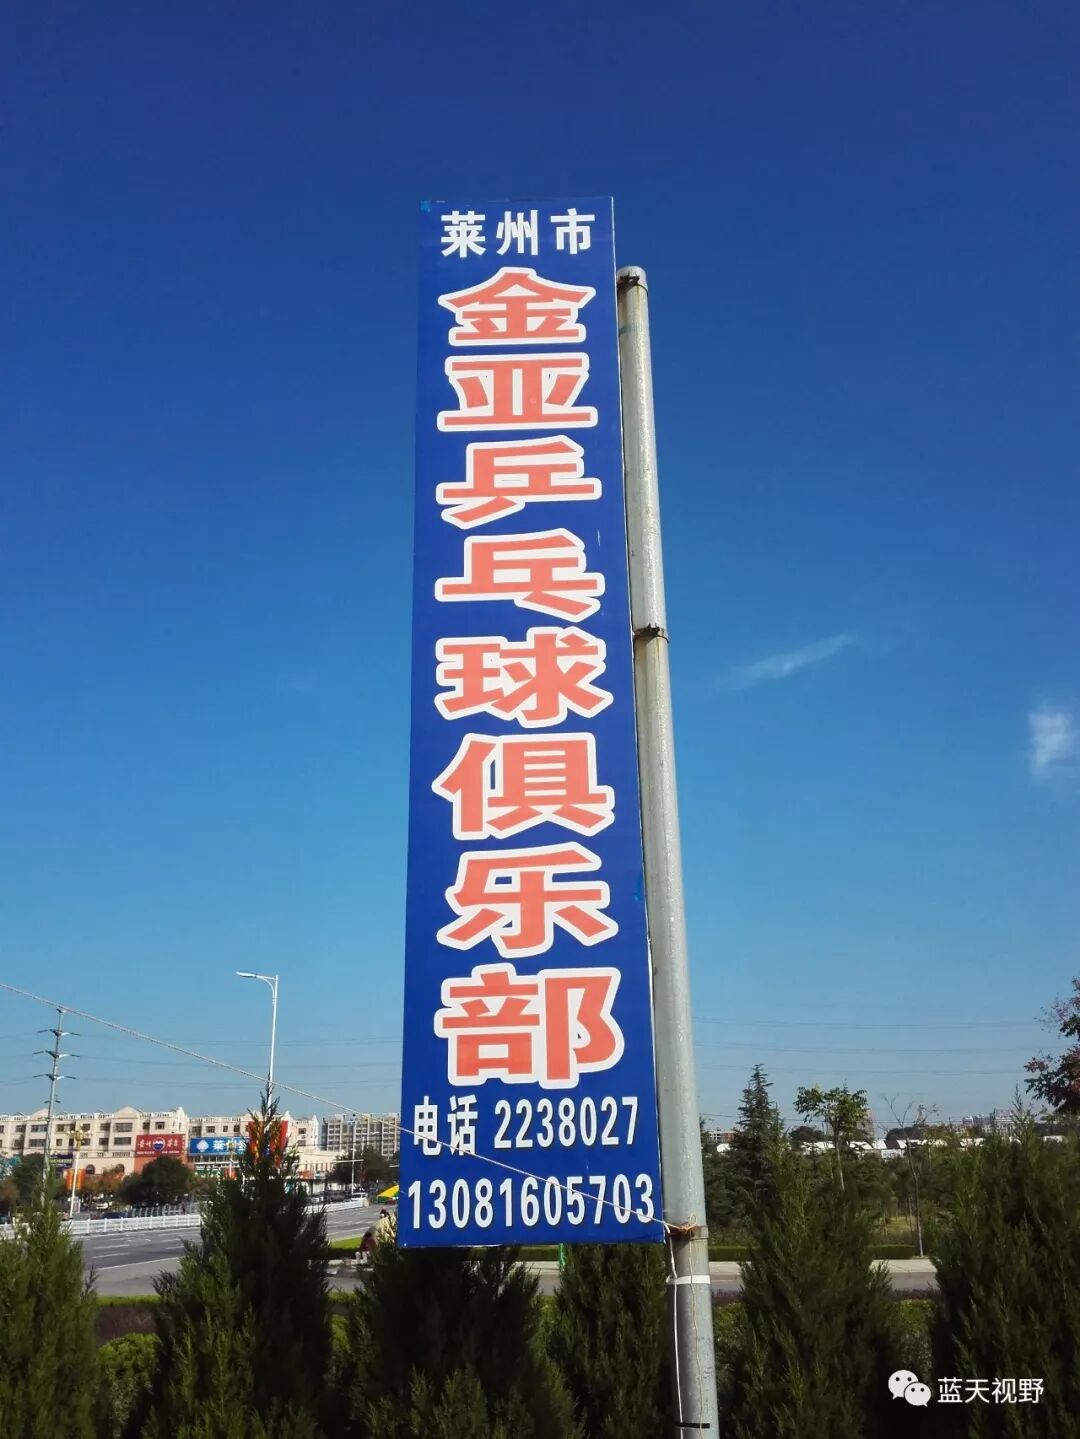 莱州市
金亚乒乓球俱乐部
电话 2238027
13081605703
蓝天视野